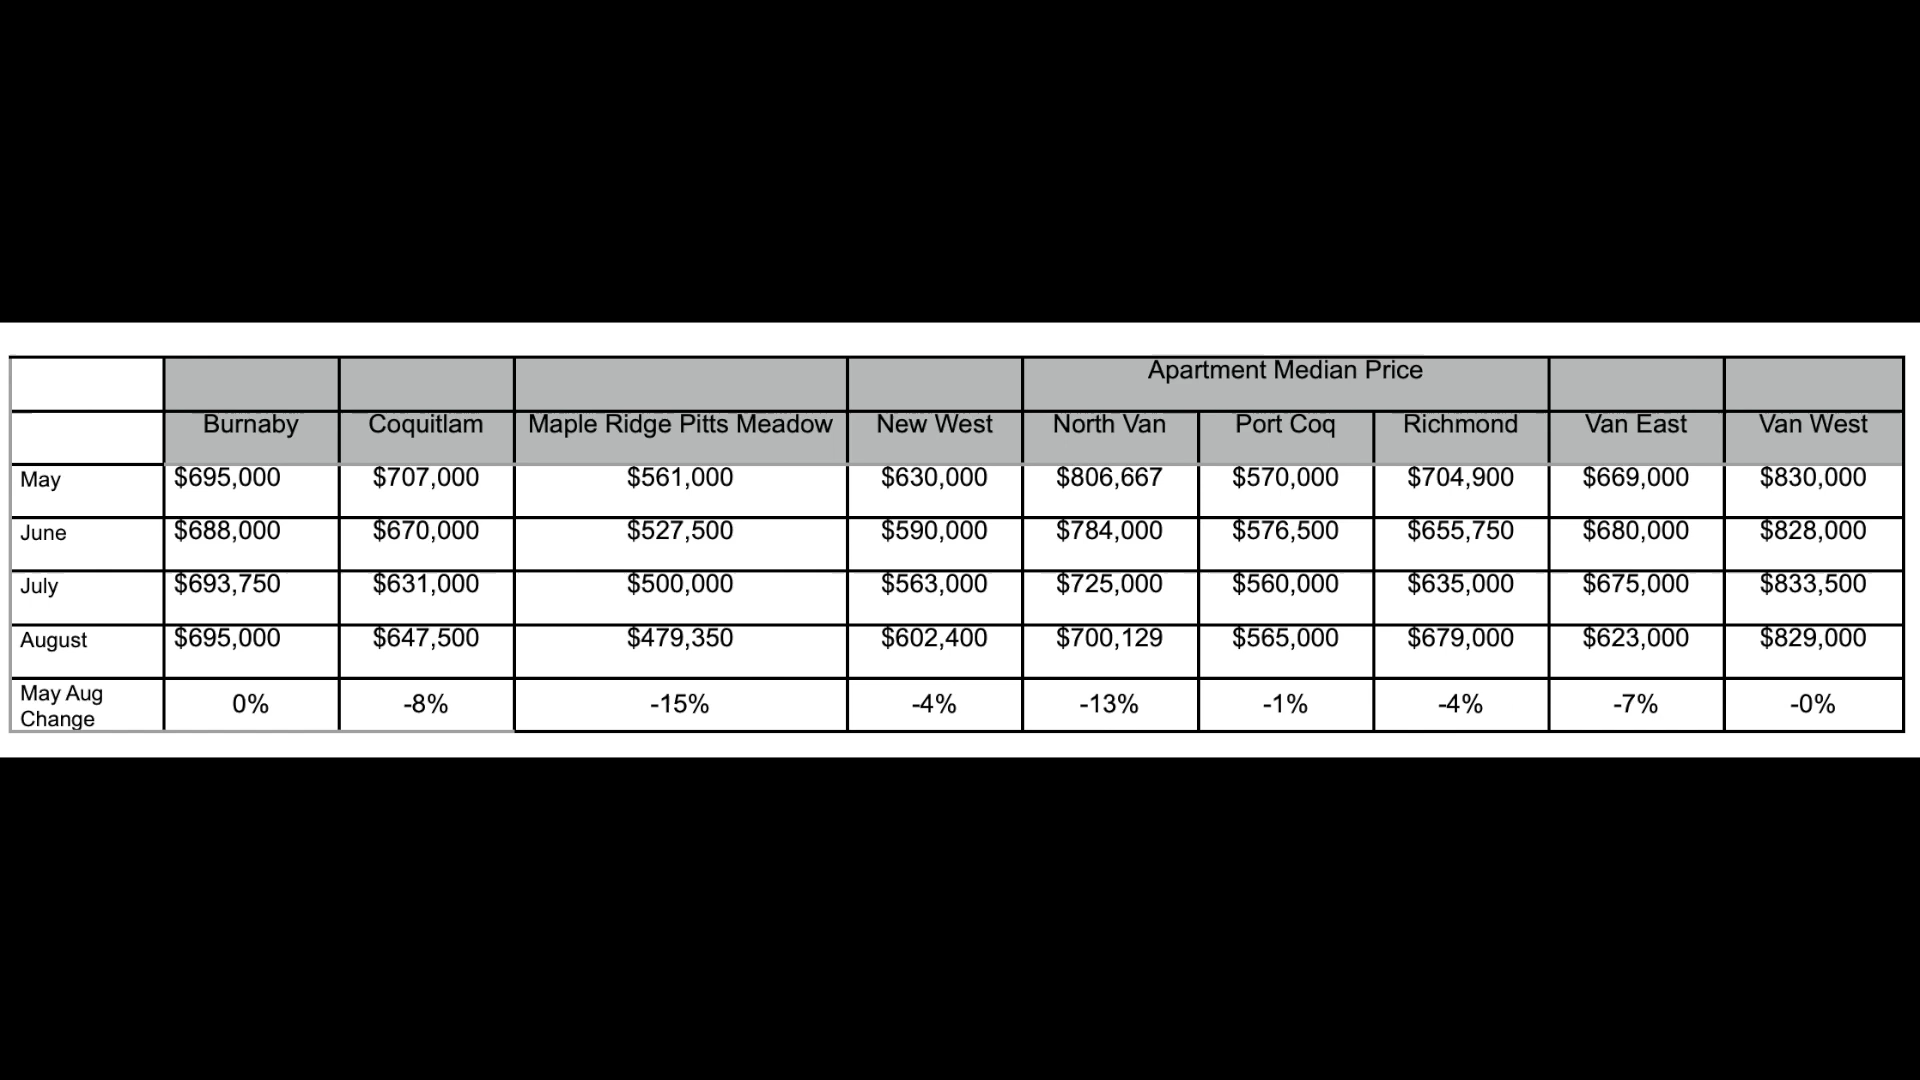 Apartment Median Price
Burnaby Coquitlam Maple Ridge Pitts Meadow New West North Van Port Coq Richmond Van East Van West
May $695,000 $707,000 $561,000 $630,000 $806,667 $570,000 $704,900 $669,000 $830,000
June $688,000 $670,000 $527,500 $590,000 $784,000 $576,500 $655,750 $680,000 $828,000
July $693,750 $631,000 $500,000 $563,000 $725,000 $560,000 $635,000 $675,000 $833,500
August $695,000 $647,500 $479,350 $602,400 $700,129 $565,000 $679,000 $623,000 $829,000
May Aug
Change 0% -8% -15% -4% -13% -1% -4% -7% -0%